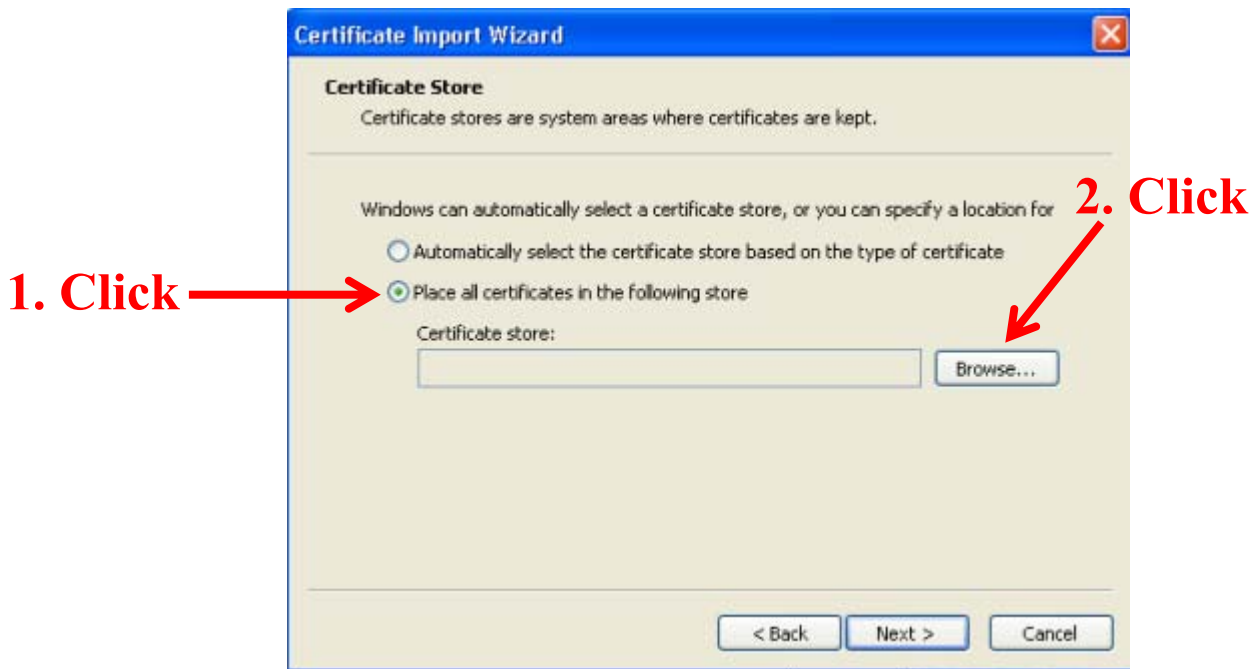 Certificate Import Wizard
Certificate Store
Certificate stores are system areas where certificates are kept.
Windows can automatically select a certificate store, or you can specify a location for
2. Click
Automatically select the certificate store based on the type of certificate
1. Click
Place all certificates in the following store
Certificate store:
Browse...
< Back
Next >
Cancel